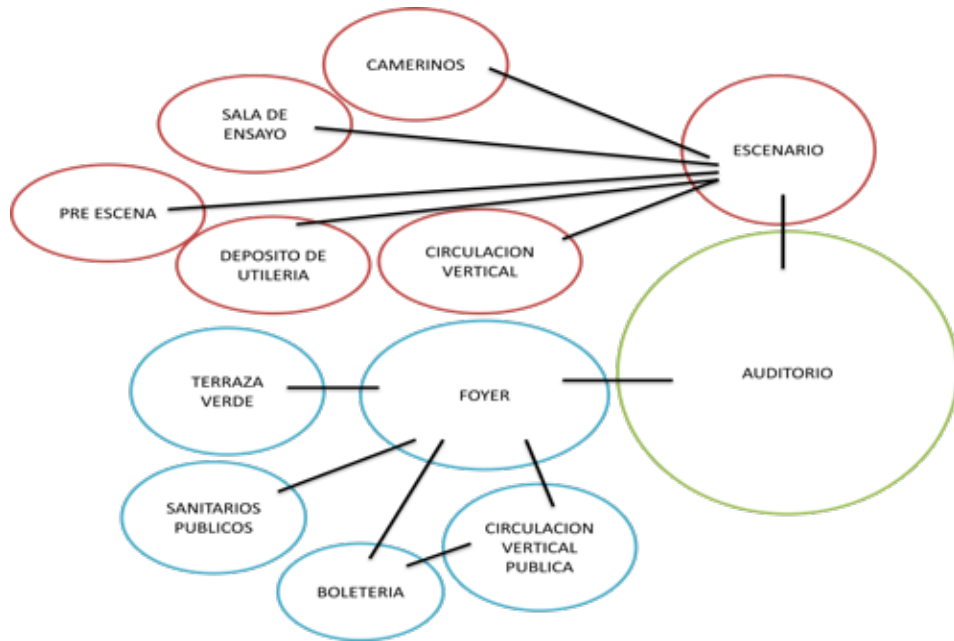 CAMERINOS
SALA DE
ENSAYO
ESCENARIO
PRE ESCENA
DEPOSITO DE
UTILERIA
CIRCULACION
VERTICAL
TERRAZA
VERDE
FOYER
AUDITORIO
SANITARIOS
PUBLICOS
CIRCULACION
VERTICAL
PUBLICA
BOLETERIA